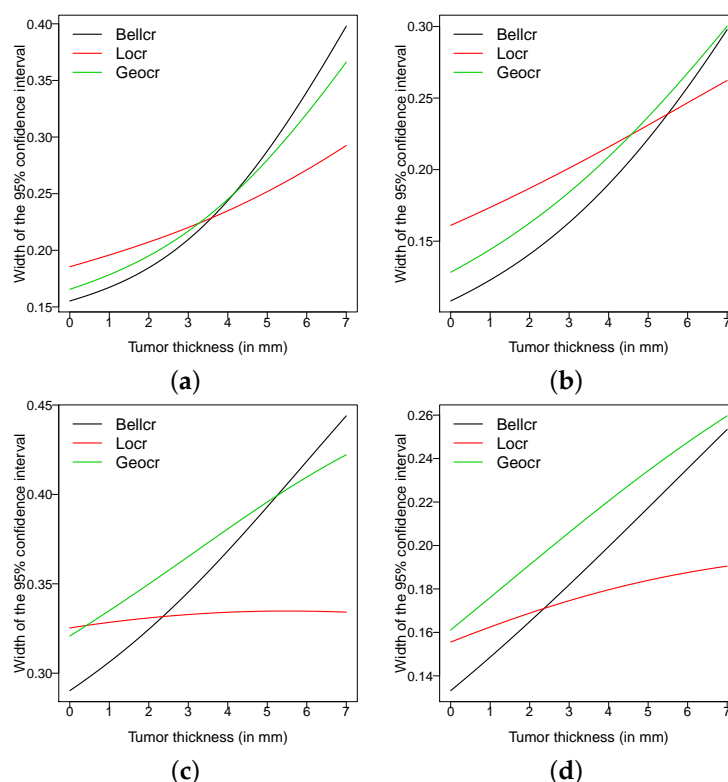 Width of the 95% confidence interval
0.40
0.35
0.30
0.25
0.20
0.15
Bellcr
Locr
Geocr
0 1 2 3 4 5 6 7
Tumor thickness (in mm)
(a)
Width of the 95% confidence interval
0.30
0.25
0.20
0.15
Bellcr
Locr
Geocr
0 1 2 3 4 5 6 7
Tumor thickness (in mm)
(b)
Width of the 95% confidence interval
0.45
0.40
0.35
0.30
Bellcr
Locr
Geocr
0 1 2 3 4 5 6 7
Tumor thickness (in mm)
(c)
Width of the 95% confidence interval
0.26
0.24
0.22
0.20
0.18
0.16
0.14
Bellcr
Locr
Geocr
0 1 2 3 4 5 6 7
Tumor thickness (in mm)
(d)